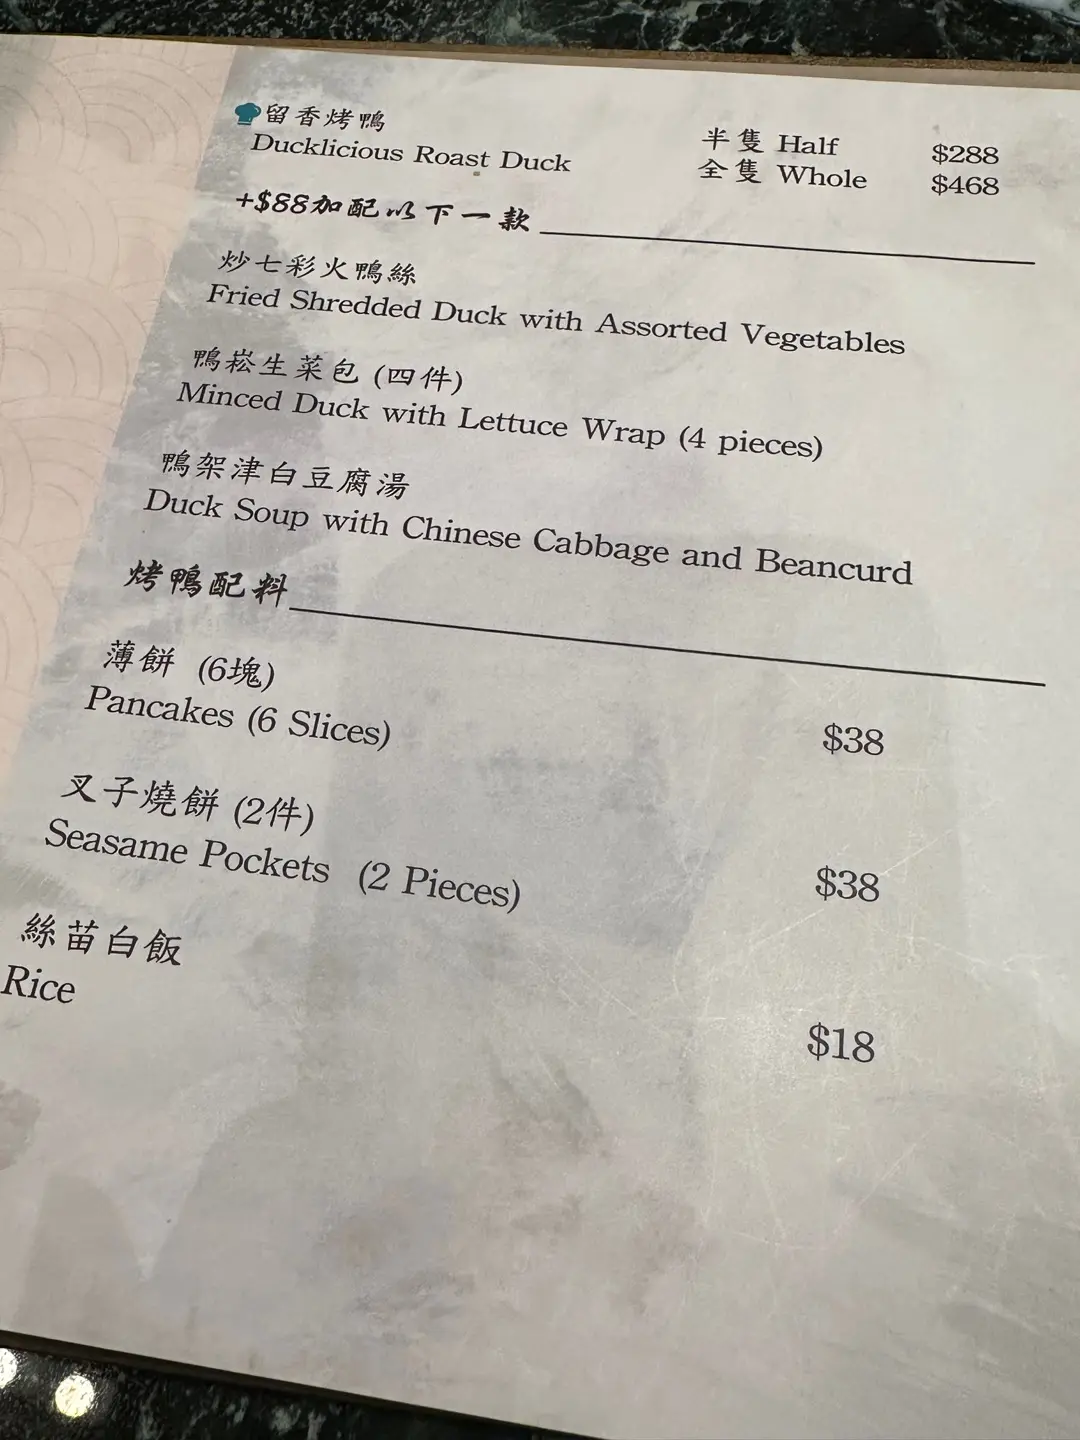 留香烤鴨
Ducklicious Roast Duck
半隻 Half $288
全隻 Whole $468
+$88加配以下一款
炒七彩火鴨絲
Fried Shredded Duck with Assorted Vegetables
鴨崧生菜包 (四件)
Minced Duck with Lettuce Wrap (4 pieces)
鴨架津白豆腐湯
Duck Soup with Chinese Cabbage and Beancurd
烤鴨配料
薄餅 (6塊)
Pancakes (6 Slices) $38
叉子燒餅 (2件)
Seasame Pockets (2 Pieces) $38
絲苗白飯
Rice $18